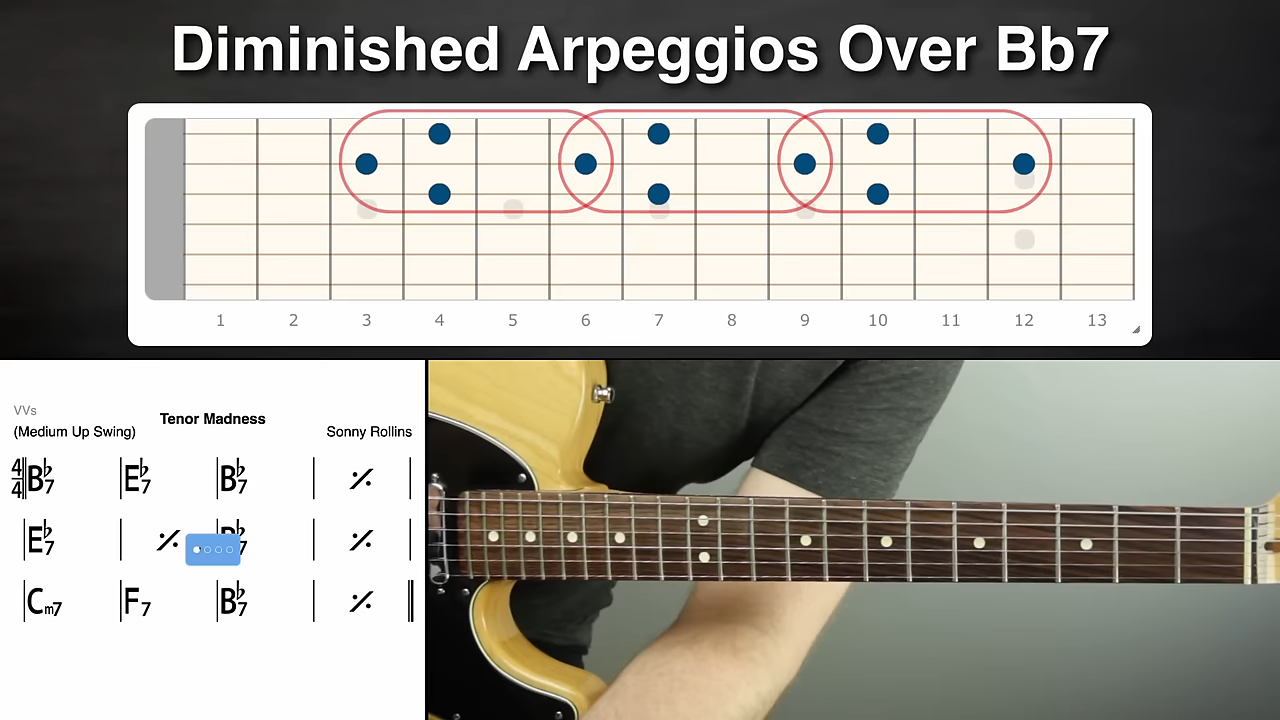 Diminished Arpeggios Over Bb7
1 2 3 4 5 6 7 8 9 10 11 12 13
VVs
Tenor Madness
(Medium Up Swing) Sonny Rollins
4/4 B♭7 E♭7 B♭7 𝄎
E♭7 𝄎 B♭7 𝄎
Cm7 F7 B♭7 𝄎